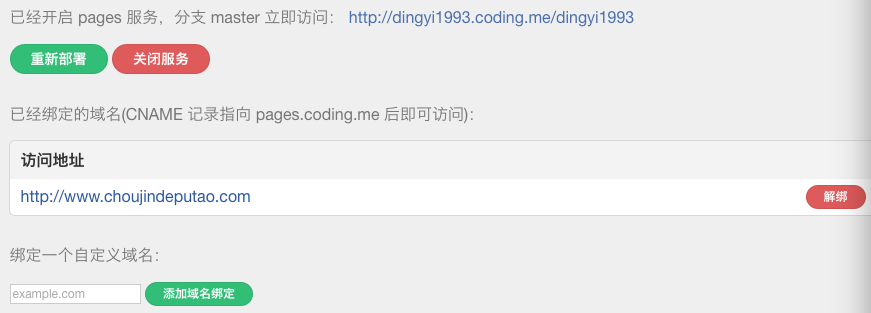 已经开启 pages 服务，分支 master 立即访问： http://dingyi1993.coding.me/dingyi1993
重新部署 关闭服务
已经绑定的域名(CNAME 记录指向 pages.coding.me 后即可访问)：
访问地址
http://www.choujindeputao.com 解绑
绑定一个自定义域名：
example.com 添加域名绑定